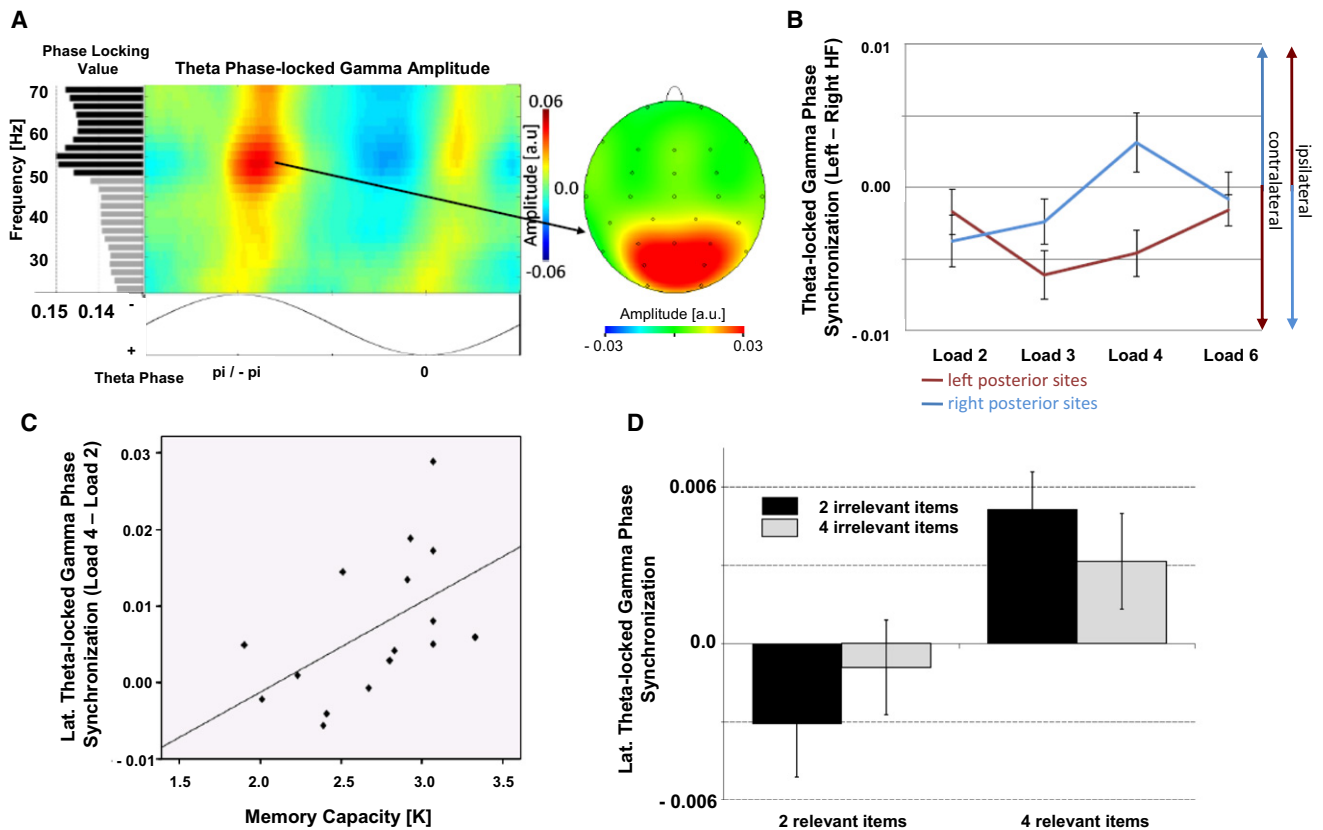 A
Phase Locking
Value
Theta Phase-locked Gamma Amplitude
Frequency [Hz]
70
60
50
40
30
0.15 0.14
-
+
Theta Phase
pi / - pi
0
0.06
0.0
-0.06
Amplitude [a.u]
Amplitude [a.u.]
- 0.03
0.03
B
Theta-locked Gamma Phase
Synchronization (Left – Right HF)
0.01
0.00
- 0.01
Load 2
Load 3
Load 4
Load 6
left posterior sites
right posterior sites
contralateral
ipsilateral
C
Lat. Theta-locked Gamma Phase
Synchronization (Load 4 – Load 2)
0.03
0.02
0.01
0.00
- 0.01
1.5
2.0
2.5
3.0
3.5
Memory Capacity [K]
D
Lat. Theta-locked Gamma Phase
Synchronization
0.006
0.0
- 0.006
2 irrelevant items
4 irrelevant items
2 relevant items
4 relevant items